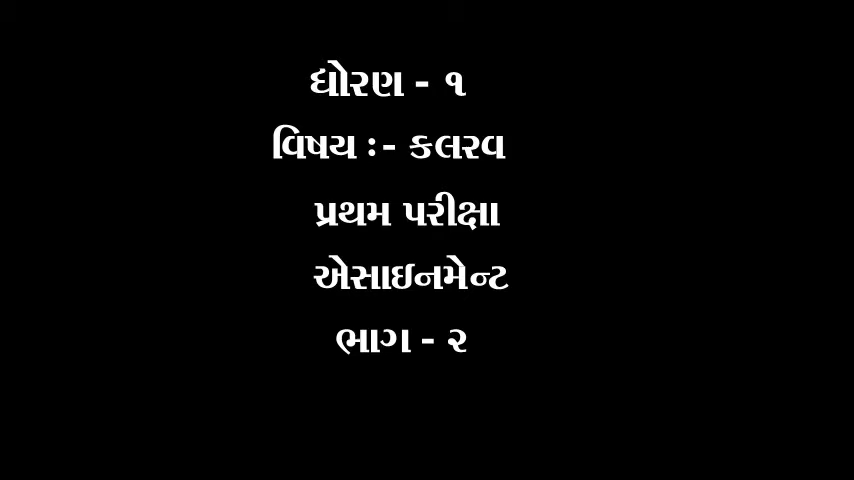 ધોરણ - ૧
વિષય :- કલરવ
પ્રથમ પરીક્ષા
એસાઇનમેન્ટ
ભાગ - ૨